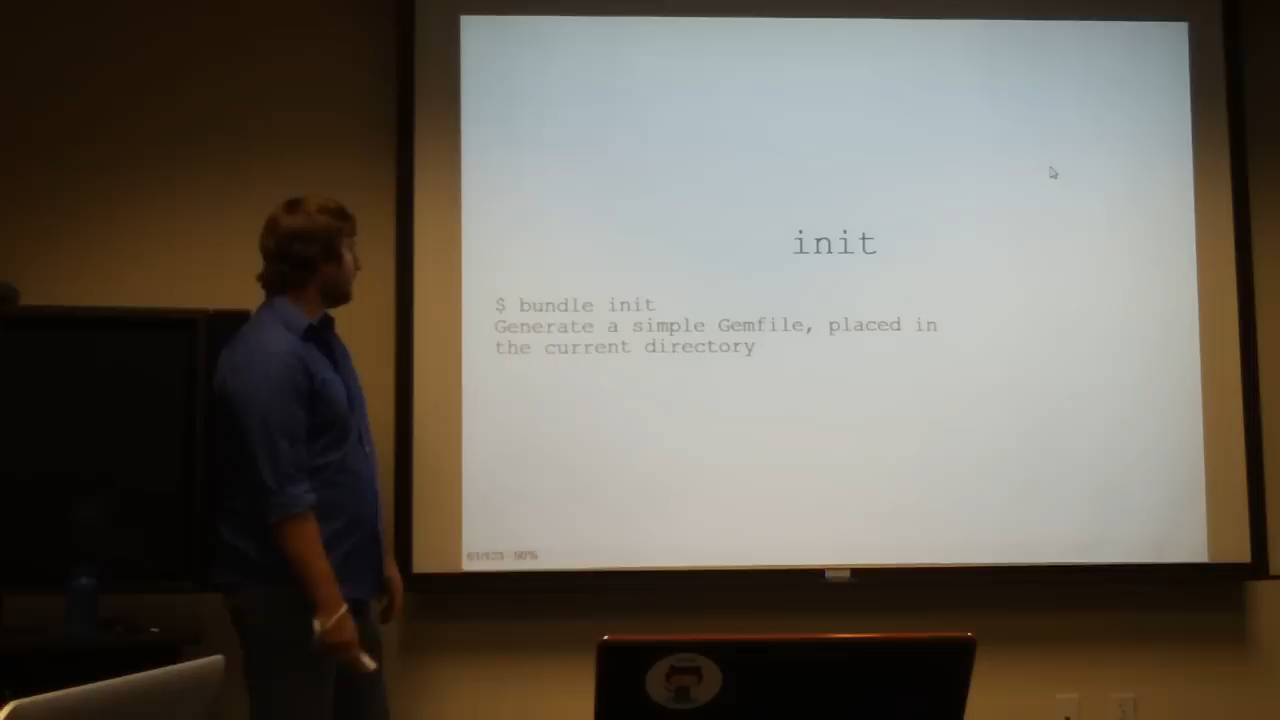 init
$ bundle init
Generate a simple Gemfile, placed in
the current directory